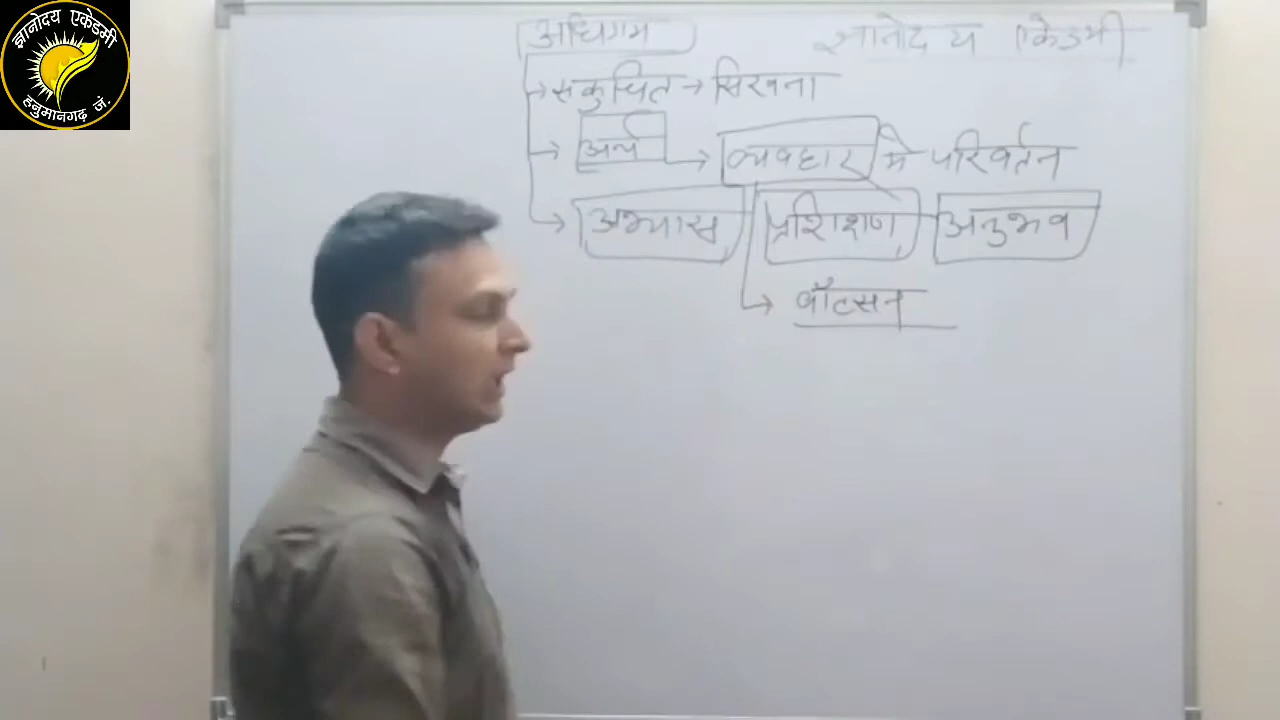 ज्ञानोदय एकेडमी
हनुमानगढ़ जं.
अधिगम
ज्ञानोदय एकेडमी
संकुचित → सिखना
अर्थ → व्यवहार मे परिवर्तन
अभ्यास प्रशिक्षण अनुभव
→ वॉटसन